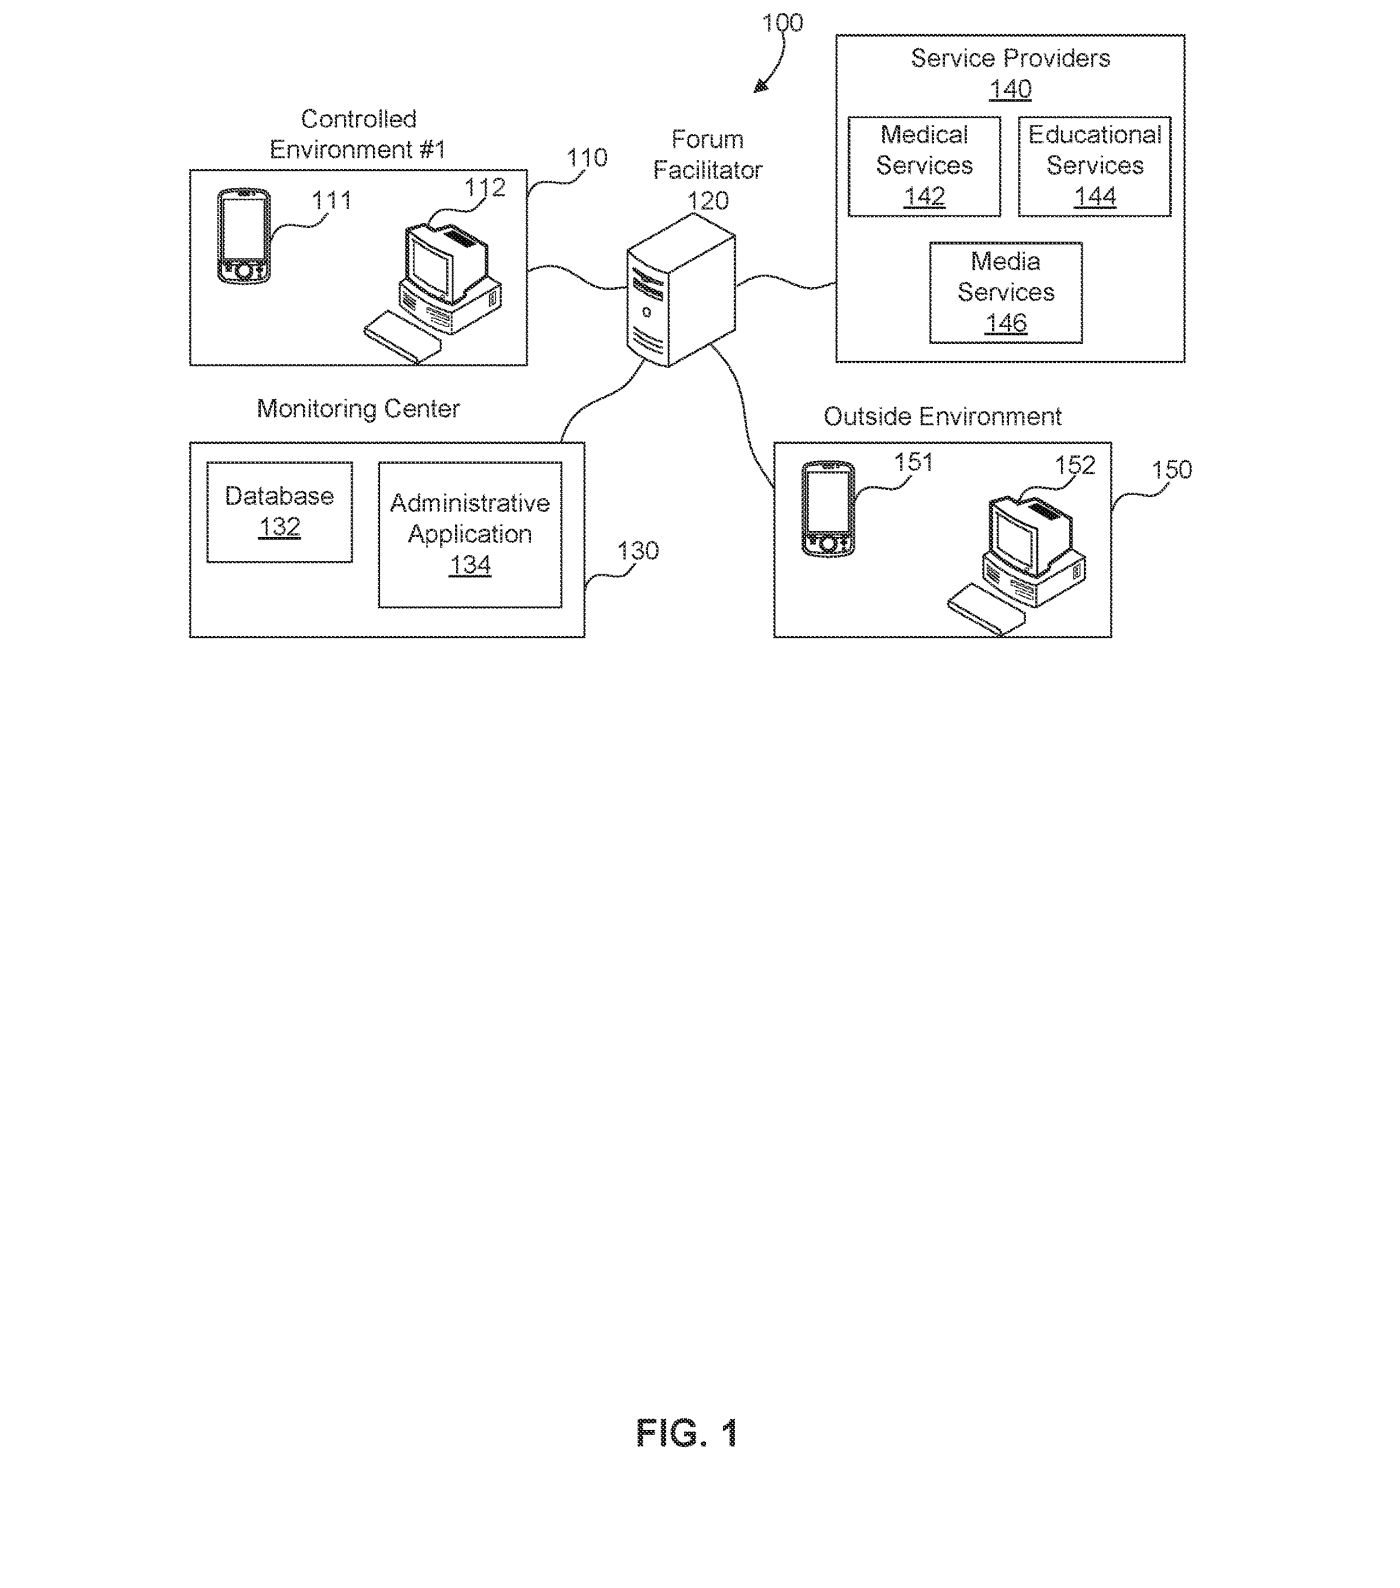 100
Service Providers
140
Medical
Services
142
Educational
Services
144
Media
Services
146
Controlled
Environment #1
110
111
112
Forum
Facilitator
120
Monitoring Center
Database
132
Administrative
Application
134
130
Outside Environment
151
152
150
FIG. 1